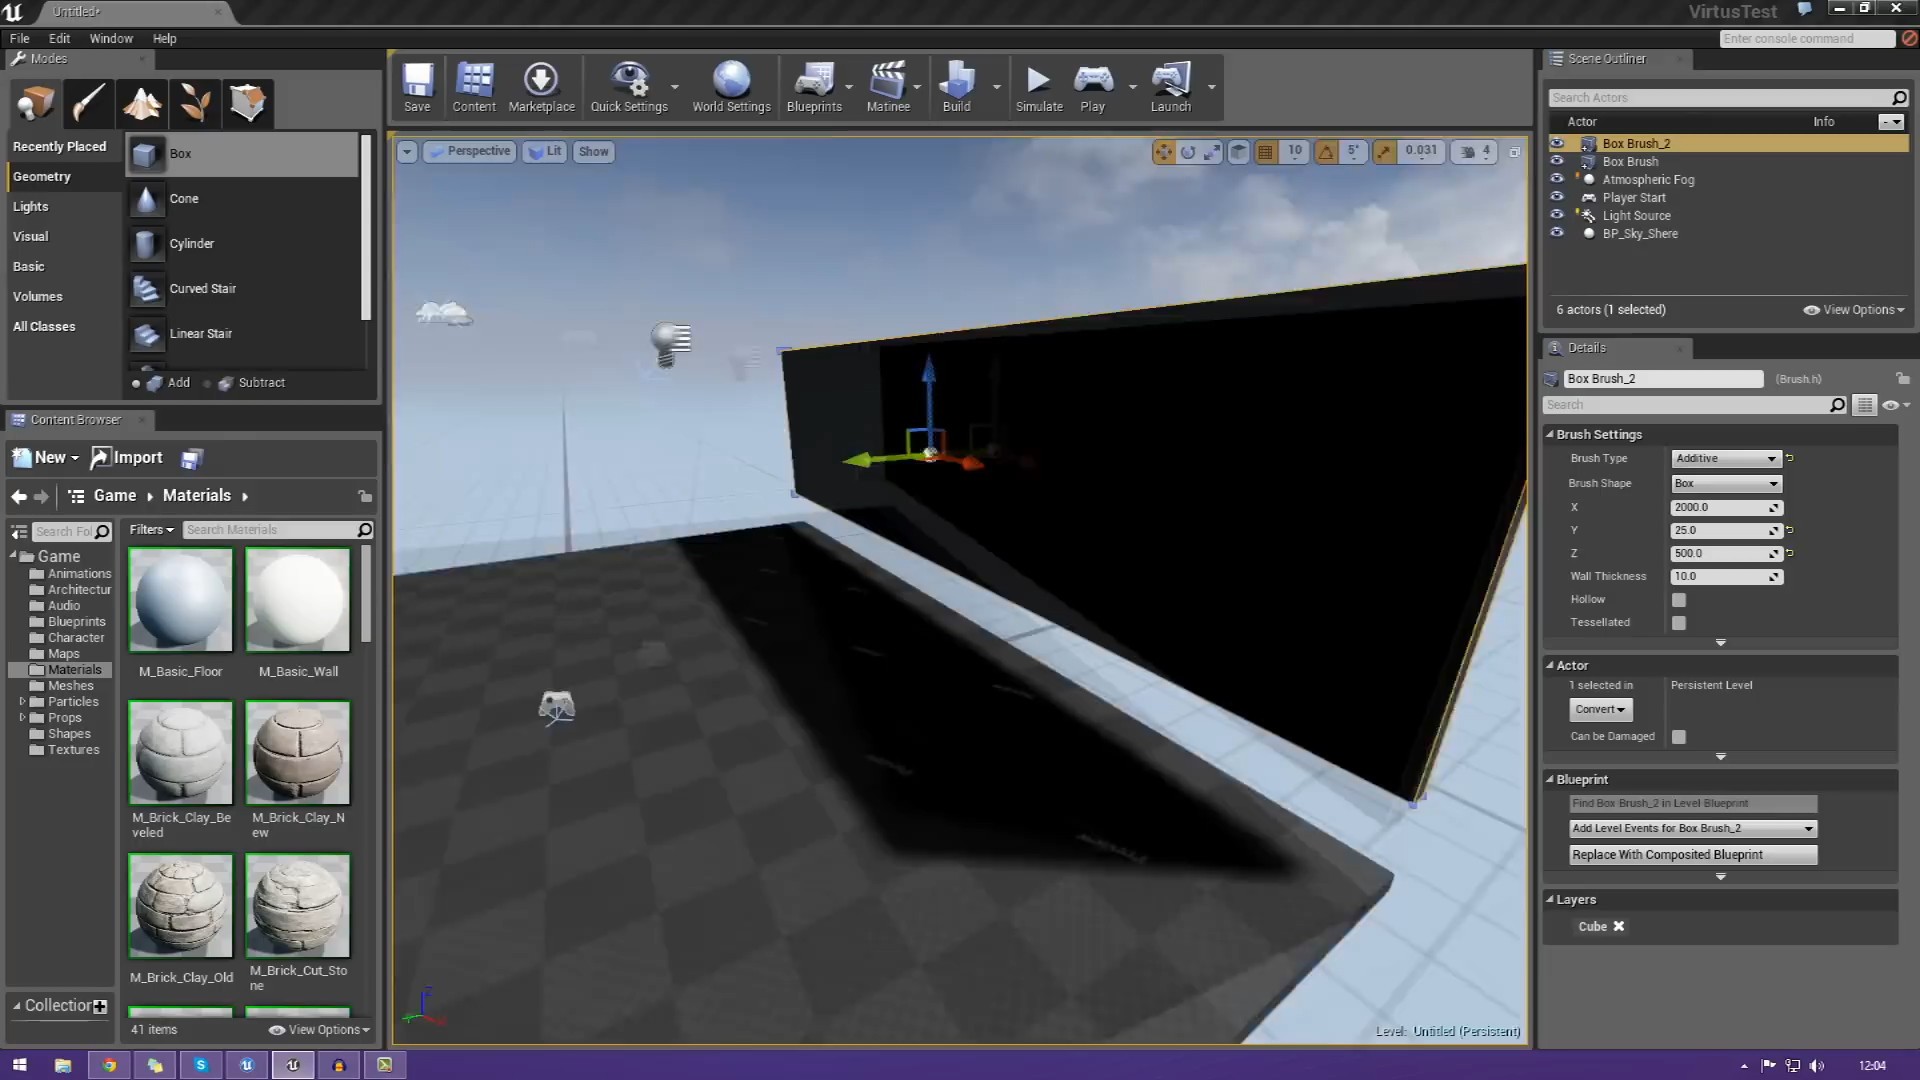 Untitled*
VirtusTest
File Edit Window Help
Enter console command
Modes
Save
Content
Marketplace
Quick Settings
World Settings
Blueprints
Matinee
Build
Simulate
Play
Launch
Scene Outliner
Search Actors
Actor Info
Box Brush_2
Box Brush
Atmospheric Fog
Player Start
Light Source
BP_Sky_Shere
6 actors (1 selected)
View Options
Recently Placed
Geometry
Lights
Visual
Basic
Volumes
All Classes
Box
Cone
Cylinder
Curved Stair
Linear Stair
Add Subtract
Perspective Lit Show
10 5° 0.031 4
Content Browser
New Import
Game Materials
Search Fol
Filters Search Materials
Game
Animations
Architectur
Audio
Blueprints
Character
Maps
Materials
Meshes
Particles
Props
Shapes
Textures
M_Basic_Floor
M_Basic_Wall
M_Brick_Clay_Be
veled
M_Brick_Clay_N
ew
M_Brick_Clay_Old
M_Brick_Cut_Sto
ne
Collection
41 items
View Options
Level: Untitled (Persistent)
Details
Box Brush_2 (Brush.h)
Search
Brush Settings
Brush Type Additive
Brush Shape Box
X 2000.0
Y 25.0
Z 500.0
Wall Thickness 10.0
Hollow
Tessellated
Actor
1 selected in Persistent Level
Convert
Can be Damaged
Blueprint
Find Box Brush_2 in Level Blueprint
Add Level Events for Box Brush_2
Replace With Composited Blueprint
Layers
Cube
12:04